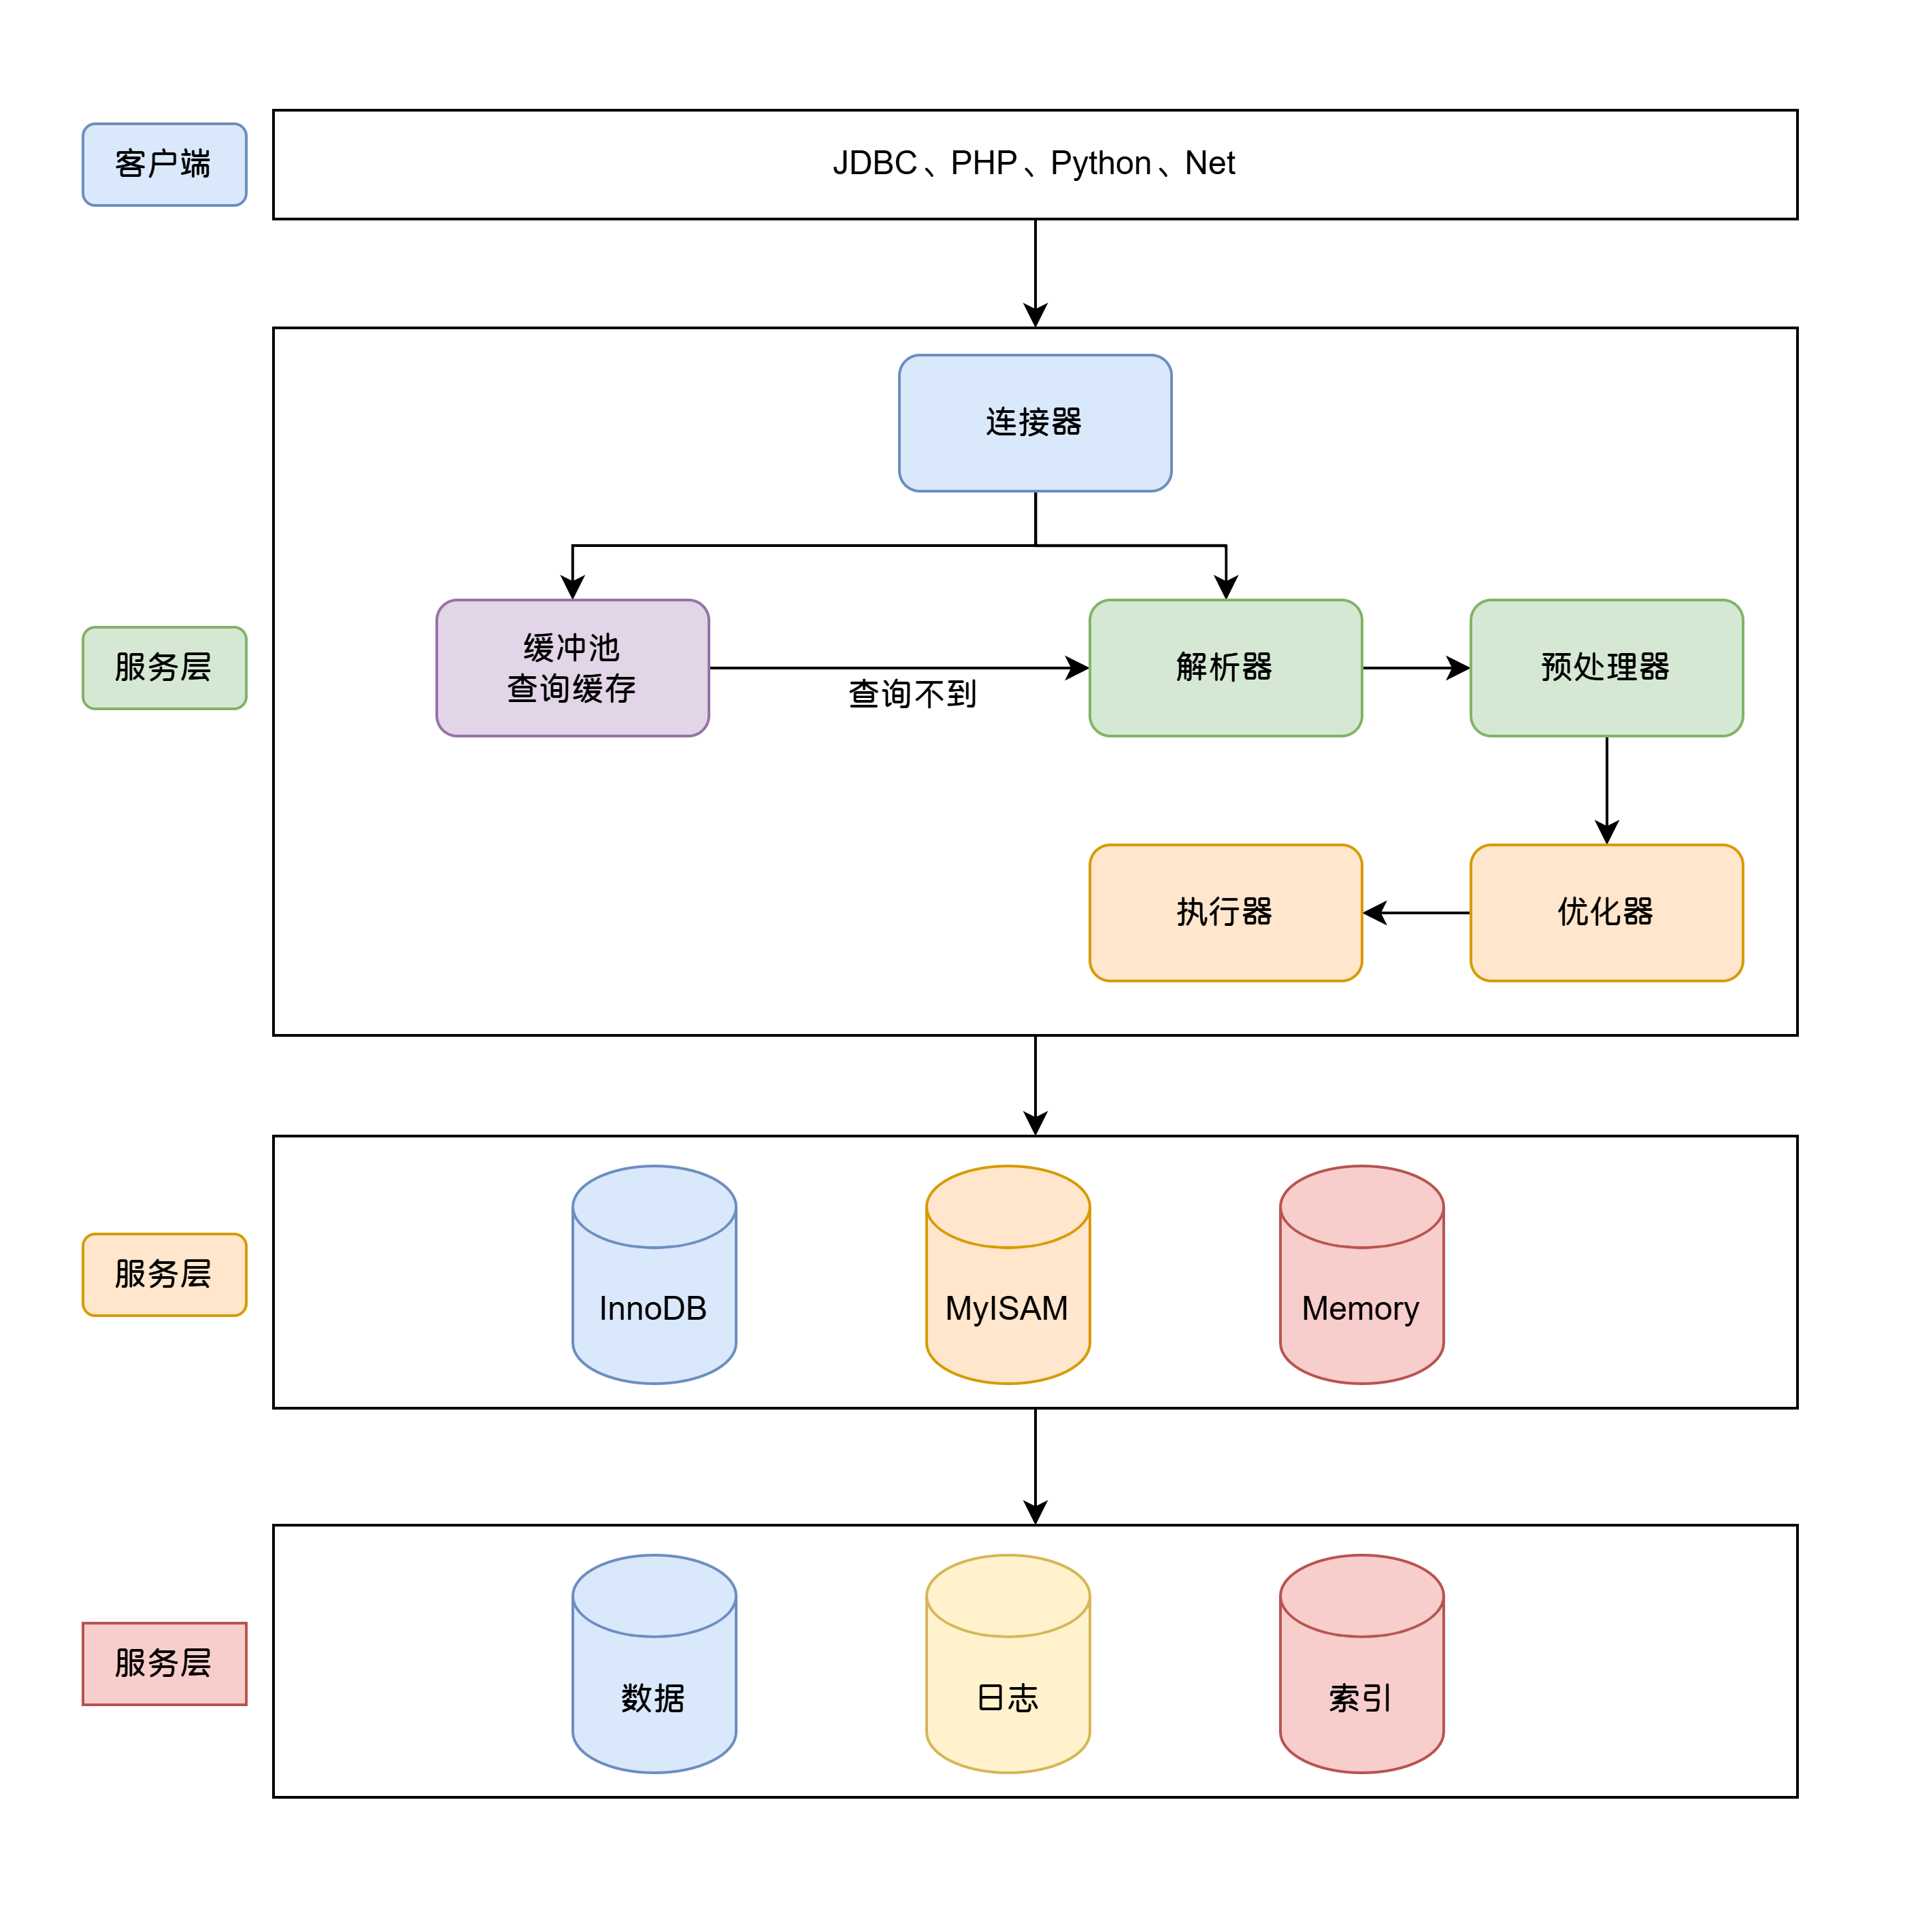 客户端
JDBC、PHP、Python、Net
连接器
服务层
缓冲池
查询缓存
查询不到
解析器
预处理器
执行器
优化器
服务层
InnoDB
MyISAM
Memory
服务层
数据
日志
索引